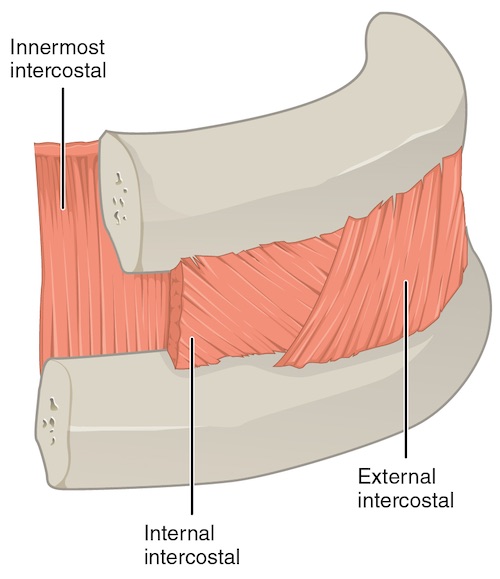 Innermost
intercostal
External
intercostal
Internal
intercostal